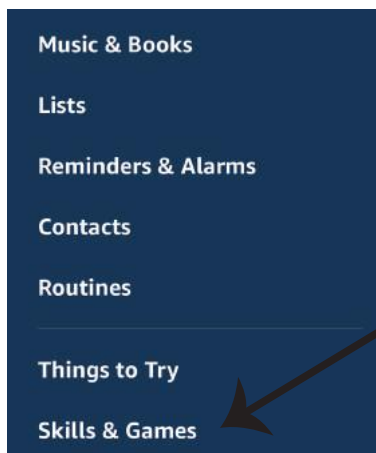 Music & Books
Lists
Reminders & Alarms
Contacts
Routines
Things to Try
Skills & Games